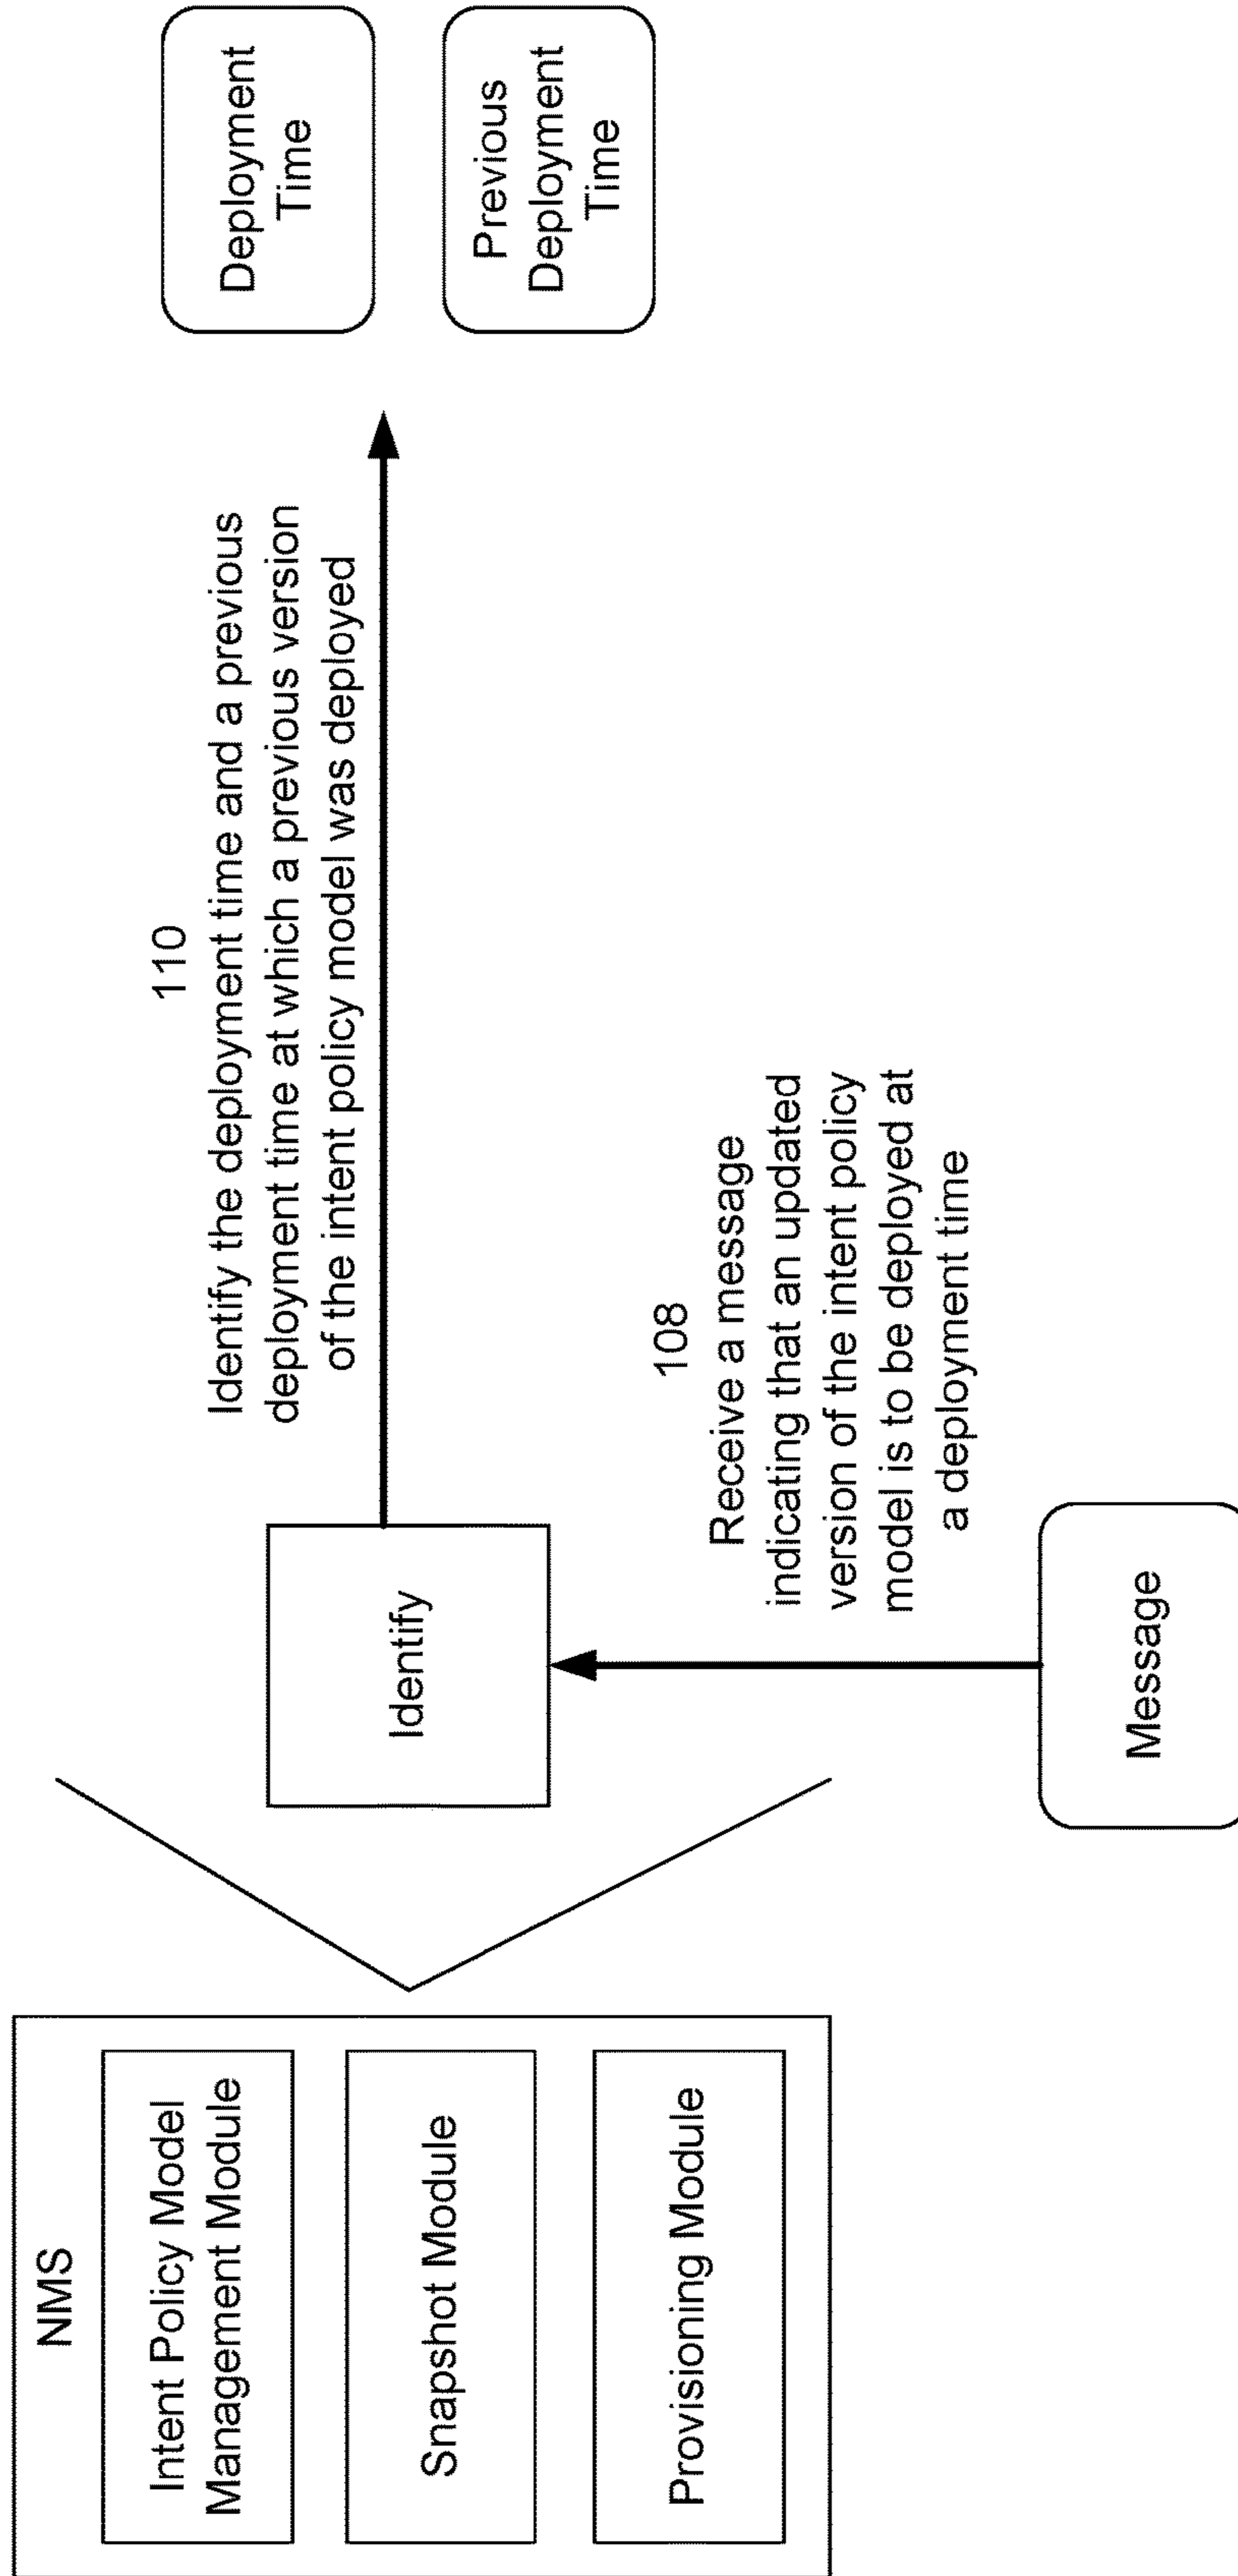 NMS
Intent Policy Model
Management Module
Snapshot Module
Provisioning Module
Identify
Message
108
Receive a message
indicating that an updated
version of the intent policy
model is to be deployed at
a deployment time
110
Identify the deployment time and a previous
deployment time at which a previous version
of the intent policy model was deployed
Deployment
Time
Previous
Deployment
Time